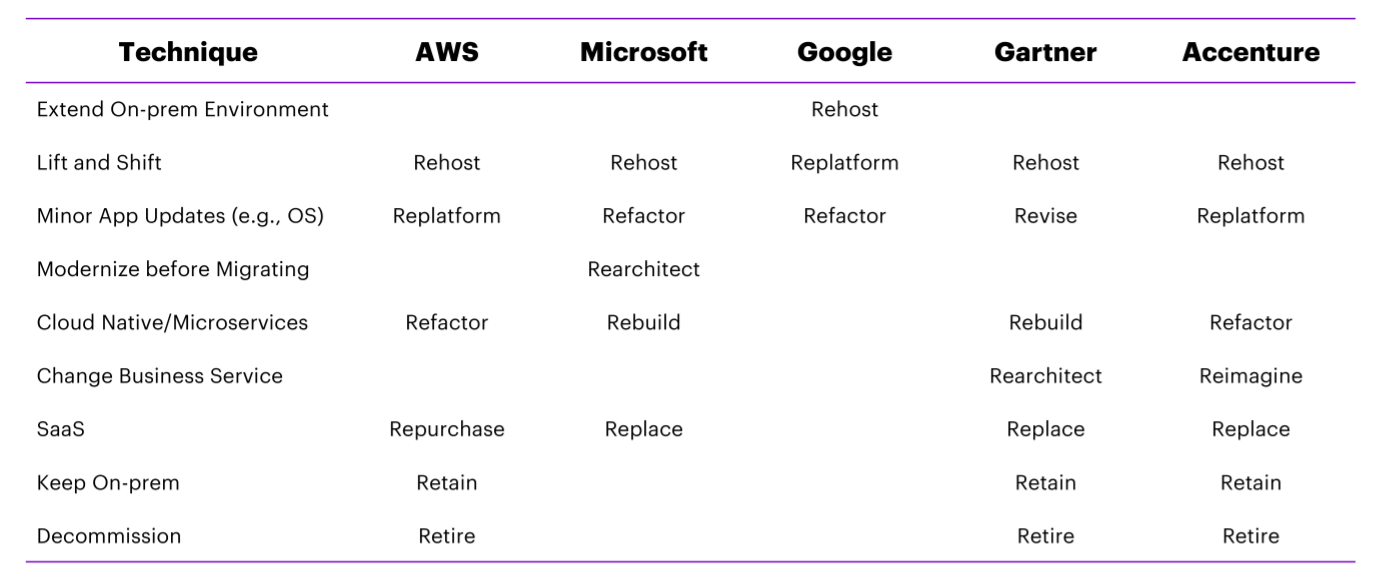 Technique AWS Microsoft Google Gartner Accenture
Extend On-prem Environment Rehost
Lift and Shift Rehost Rehost Replatform Rehost Rehost
Minor App Updates (e.g., OS) Replatform Refactor Refactor Revise Replatform
Modernize before Migrating Rearchitect
Cloud Native/Microservices Refactor Rebuild Rebuild Refactor
Change Business Service Rearchitect Reimagine
SaaS Repurchase Replace Replace Replace
Keep On-prem Retain Retain Retain
Decommission Retire Retire Retire